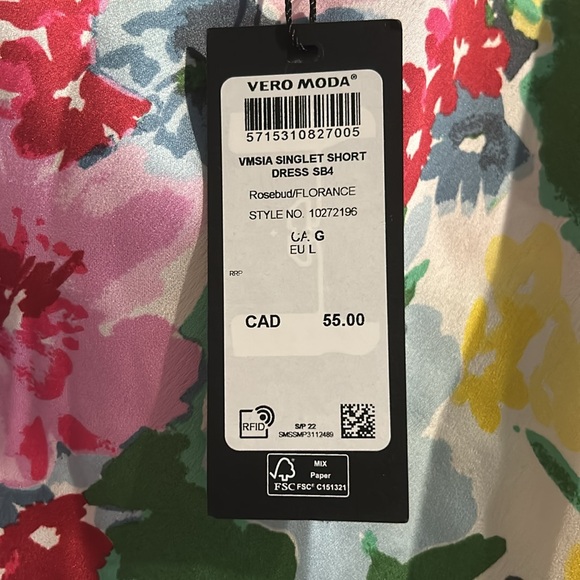 VERO MODA®
5715310827005
VMSIA SINGLET SHORT
DRESS SB4
Rosebud/FLORANCE
STYLE NO. 10272196
CA G
EU L
RRP
CAD 55.00
RFID
S/P 22
SMSSMP3112489
FSC
MIX
Paper
FSC® C151321